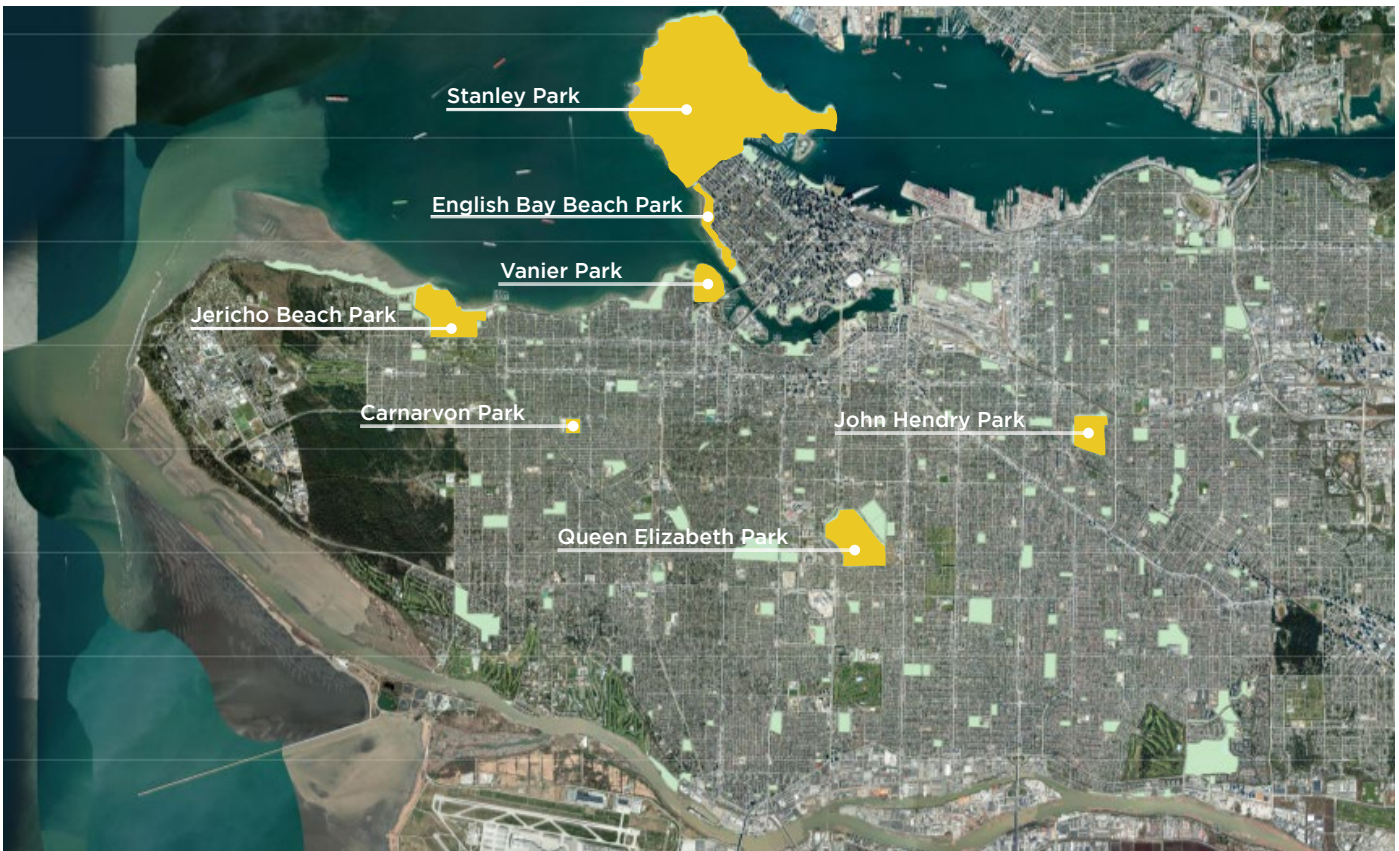 Stanley Park
English Bay Beach Park
Vanier Park
Jericho Beach Park
Carnarvon Park
John Hendry Park
Queen Elizabeth Park